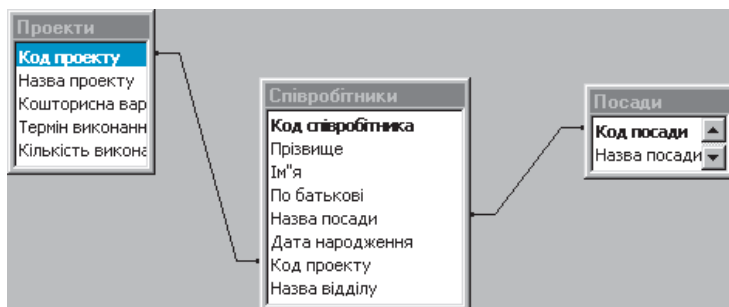 Проекти
Код проекту
Назва проекту
Кошторисна вар
Термін виконанн
Кількість викона
Співробітники
Код співробітника
Прізвище
Ім"я
По батькові
Назва посади
Дата народження
Код проекту
Назва відділу
Посади
Код посади
Назва посади